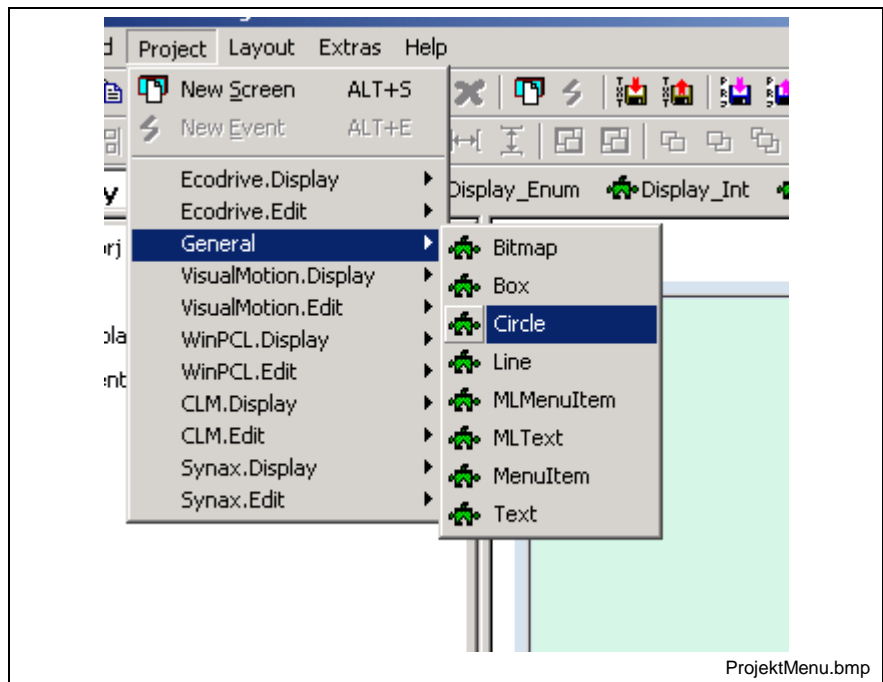 Project Layout Extras Help
New Screen ALT+S
New Event ALT+E
Ecodrive.Display
Display_Enum Display_Int
Ecodrive.Edit
General
Bitmap
VisualMotion.Display
Box
VisualMotion.Edit
Circle
WinPCL.Display
Line
WinPCL.Edit
MLMenuItem
CLM.Display
CLM.Edit
MLText
Synax.Display
MenuItem
Synax.Edit
Text
ProjektMenu.bmp